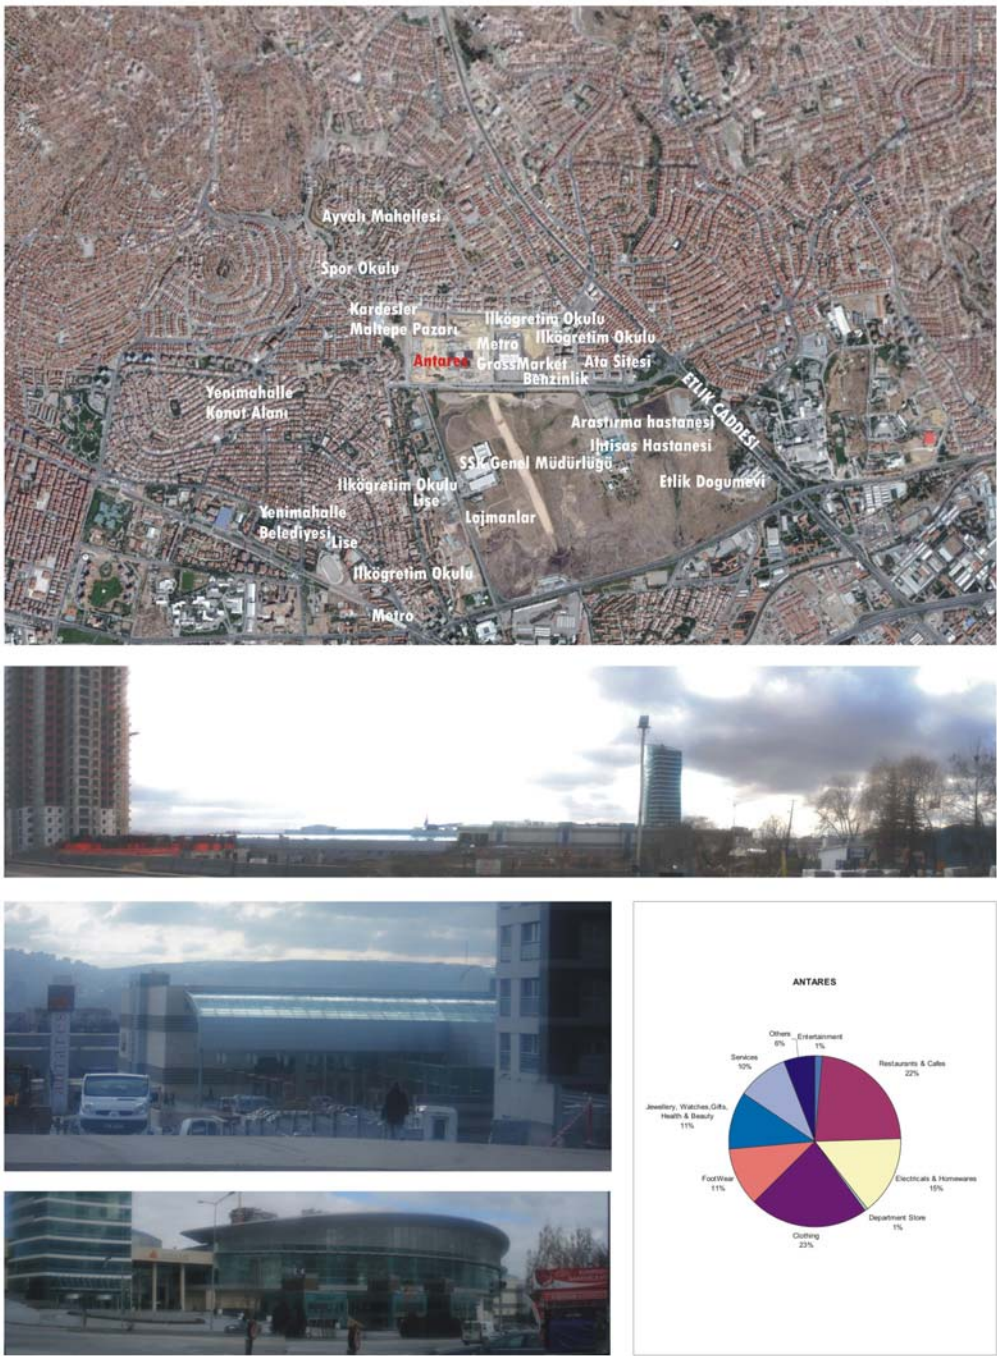 Ayvalı Mahallesi
Spor Okulu
Kardesler
Maltepe Pazarı
Ilkögretim Okulu
Metro
Ilkögretim Okulu
Antares
GrossMarket
Ata Sitesi
Benzinlik
Yenimahalle
Konut Alanı
ETLIK CADDESI
Arastırma hastanesi
Ihtisas Hastanesi
SSK Genel Müdürlügü
Etlik Dogumevi
Ilkögretim Okulu
Lise
Lojmanlar
Yenimahalle
Belediyesi
Lise
Ilkögretim Okulu
Metro
antares
ANTARES
Others
6%
Entertainment
1%
Restaurants & Cafes
22%
Services
10%
Jewellery, Watches,Gifts,
Health & Beauty
11%
FootWear
11%
Electricals & Homewares
15%
Department Store
1%
Clothing
23%